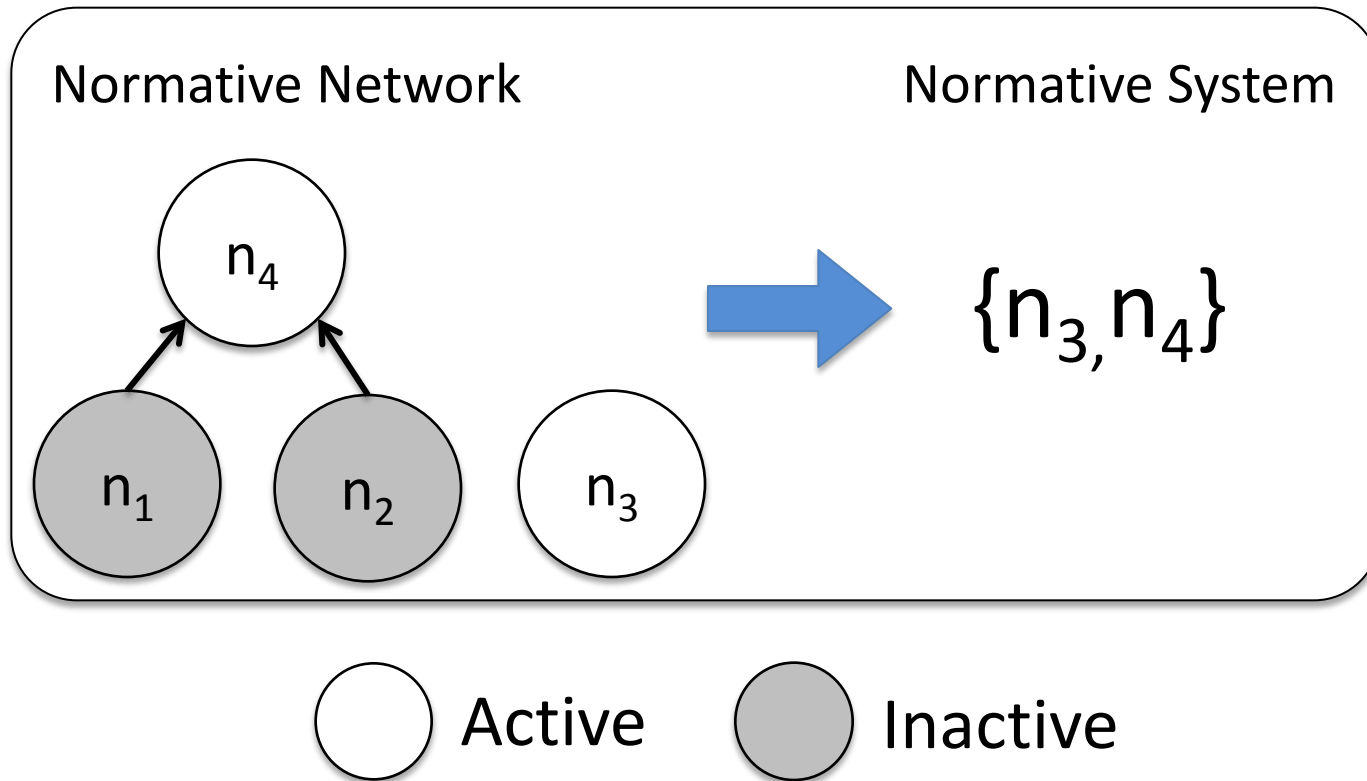 Normative Network
Normative System
n₄
{n₃, n₄}
n₁
n₂
n₃
Active
Inactive